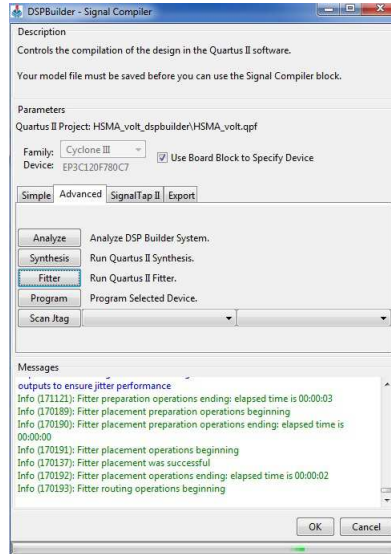 DSPBuilder - Signal Compiler
Description
Controls the compilation of the design in the Quartus II software.
Your model file must be saved before you can use the Signal Compiler block.
Parameters
Quartus II Project: HSMA_volt_dspbuilder\HSMA_volt.qpf
Family: Cyclone III
Use Board Block to Specify Device
Device: EP3C120F780C7
Simple Advanced SignalTap II Export
Analyze Analyze DSP Builder System.
Synthesis Run Quartus II Synthesis.
Fitter Run Quartus II Fitter.
Program Program Selected Device.
Scan Jtag
Messages
outputs to ensure jitter performance
Info (171121): Fitter preparation operations ending: elapsed time is 00:00:03
Info (170189): Fitter placement preparation operations beginning
Info (170190): Fitter placement preparation operations ending: elapsed time is
00:00:00
Info (170191): Fitter placement operations beginning
Info (170137): Fitter placement was successful
Info (170192): Fitter placement operations ending: elapsed time is 00:00:02
Info (170193): Fitter routing operations beginning
OK Cancel